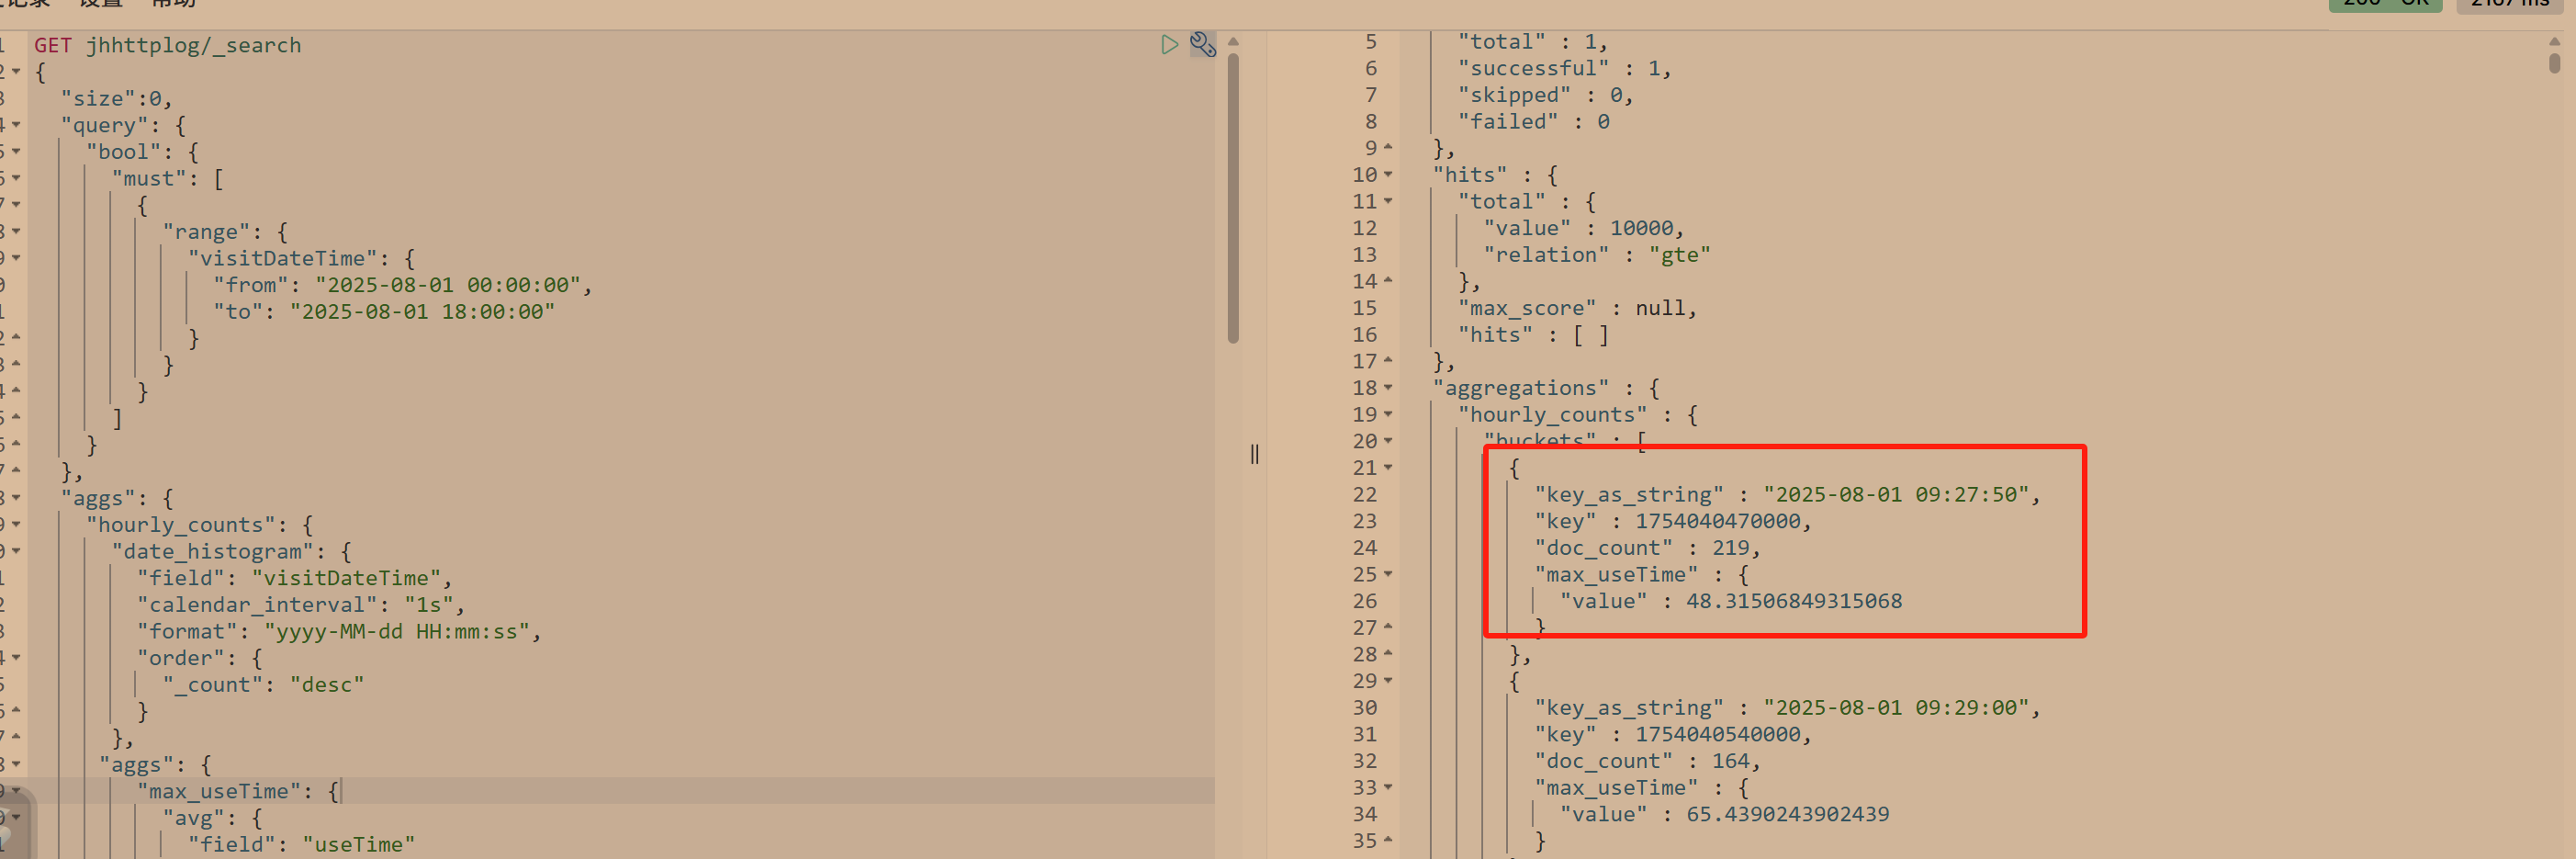 设置 帮助
200 - OK
2167 ms
GET jhhttplog/_search
{
"size":0,
"query": {
"bool": {
"must": [
{
"range": {
"visitDateTime": {
"from": "2025-08-01 00:00:00",
"to": "2025-08-01 18:00:00"
}
}
}
]
}
},
"aggs": {
"hourly_counts": {
"date_histogram": {
"field": "visitDateTime",
"calendar_interval": "1s",
"format": "yyyy-MM-dd HH:mm:ss",
"order": {
"_count": "desc"
}
},
"aggs": {
"max_useTime": {
"avg": {
"field": "useTime"
5 "total" : 1,
6 "successful" : 1,
7 "skipped" : 0,
8 "failed" : 0
9 },
10 "hits" : {
11 "total" : {
12 "value" : 10000,
13 "relation" : "gte"
14 },
15 "max_score" : null,
16 "hits" : [ ]
17 },
18 "aggregations" : {
19 "hourly_counts" : {
20 "buckets" : [
21 {
22 "key_as_string" : "2025-08-01 09:27:50",
23 "key" : 1754040470000,
24 "doc_count" : 219,
25 "max_useTime" : {
26 "value" : 48.31506849315068
27 }
28 },
29 {
30 "key_as_string" : "2025-08-01 09:29:00",
31 "key" : 1754040540000,
32 "doc_count" : 164,
33 "max_useTime" : {
34 "value" : 65.4390243902439
35 }